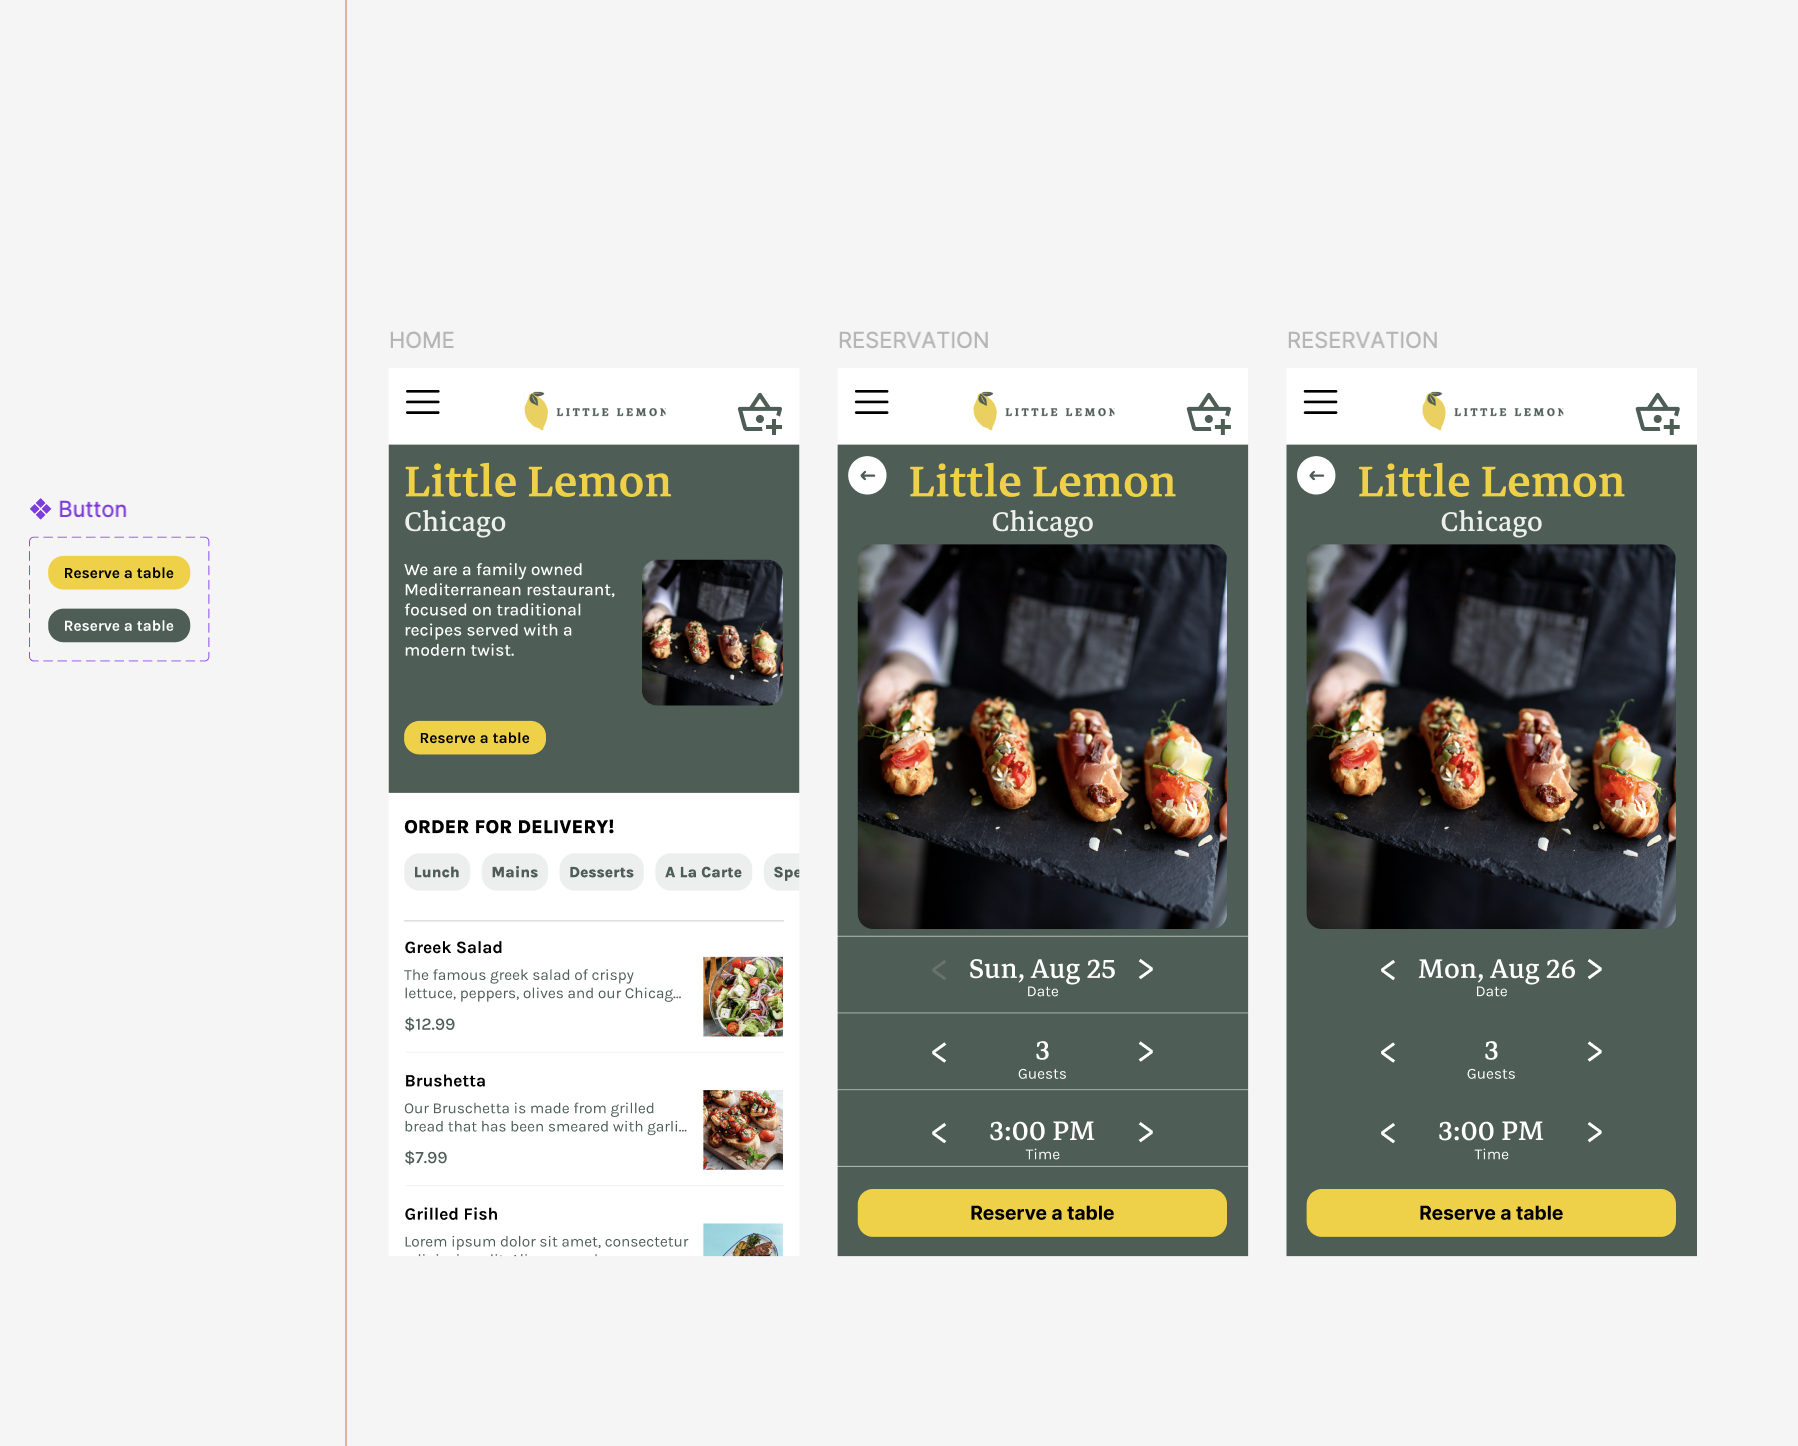 Button
Reserve a table
Reserve a table
HOME
LITTLE LEMON
Little Lemon
Chicago
We are a family owned
Mediterranean restaurant,
focused on traditional
recipes served with a
modern twist.
Reserve a table
ORDER FOR DELIVERY!
Lunch Mains Desserts A La Carte Spe
Greek Salad
The famous greek salad of crispy
lettuce, peppers, olives and our Chicag...
$12.99
Brushetta
Our Bruschetta is made from grilled
bread that has been smeared with garli...
$7.99
Grilled Fish
Lorem ipsum dolor sit amet, consectetur
RESERVATION
LITTLE LEMON
Little Lemon
Chicago
< Sun, Aug 25 >
Date
< 3 >
Guests
< 3:00 PM >
Time
Reserve a table
RESERVATION
LITTLE LEMON
Little Lemon
Chicago
< Mon, Aug 26 >
Date
< 3 >
Guests
< 3:00 PM >
Time
Reserve a table